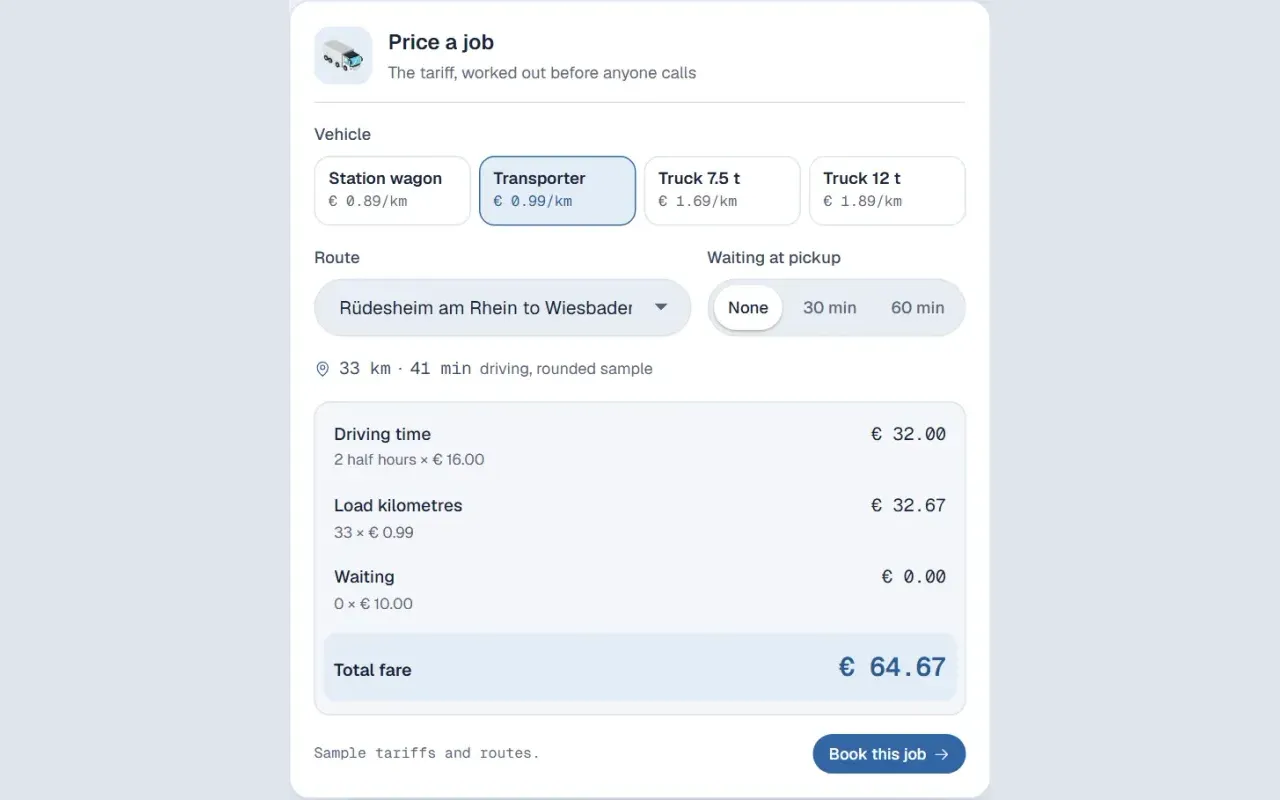 Price a job
The tariff, worked out before anyone calls
Vehicle
Station wagon
€ 0.89/km
Transporter
€ 0.99/km
Truck 7.5 t
€ 1.69/km
Truck 12 t
€ 1.89/km
Route
Waiting at pickup
Rüdesheim am Rhein to Wiesbaden
None
30 min
60 min
33 km · 41 min driving, rounded sample
Driving time
€ 32.00
2 half hours × € 16.00
Load kilometres
€ 32.67
33 × € 0.99
Waiting
€ 0.00
0 × € 10.00
Total fare
€ 64.67
Sample tariffs and routes.
Book this job →